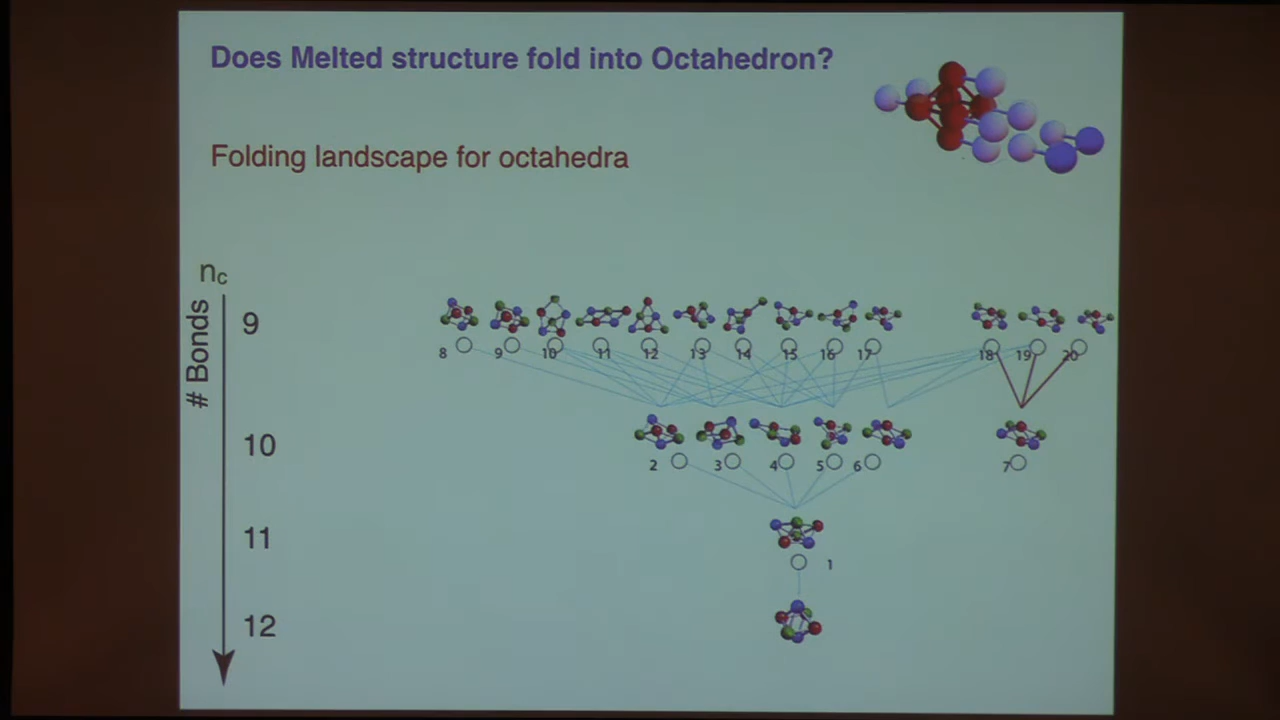 Does Melted structure fold into Octahedron?
Folding landscape for octahedra
nc
# Bonds
9
8 9 10 11 12 13 14 15 16 17 18 19 20
10
2 3 4 5 6 7
11
1
12